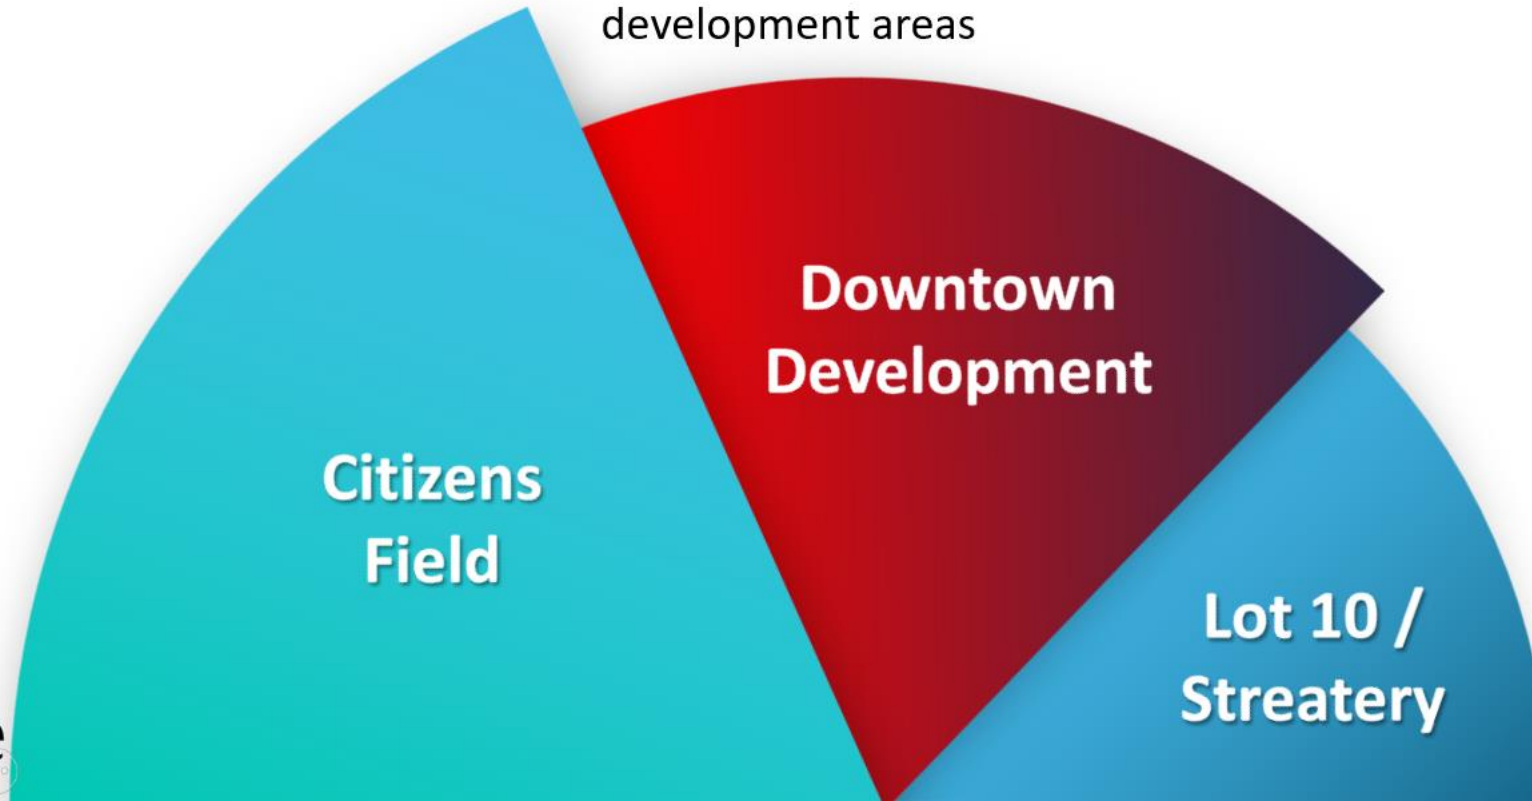 development areas
Downtown
Development
Citizens
Field
Lot 10 /
Streatery
e